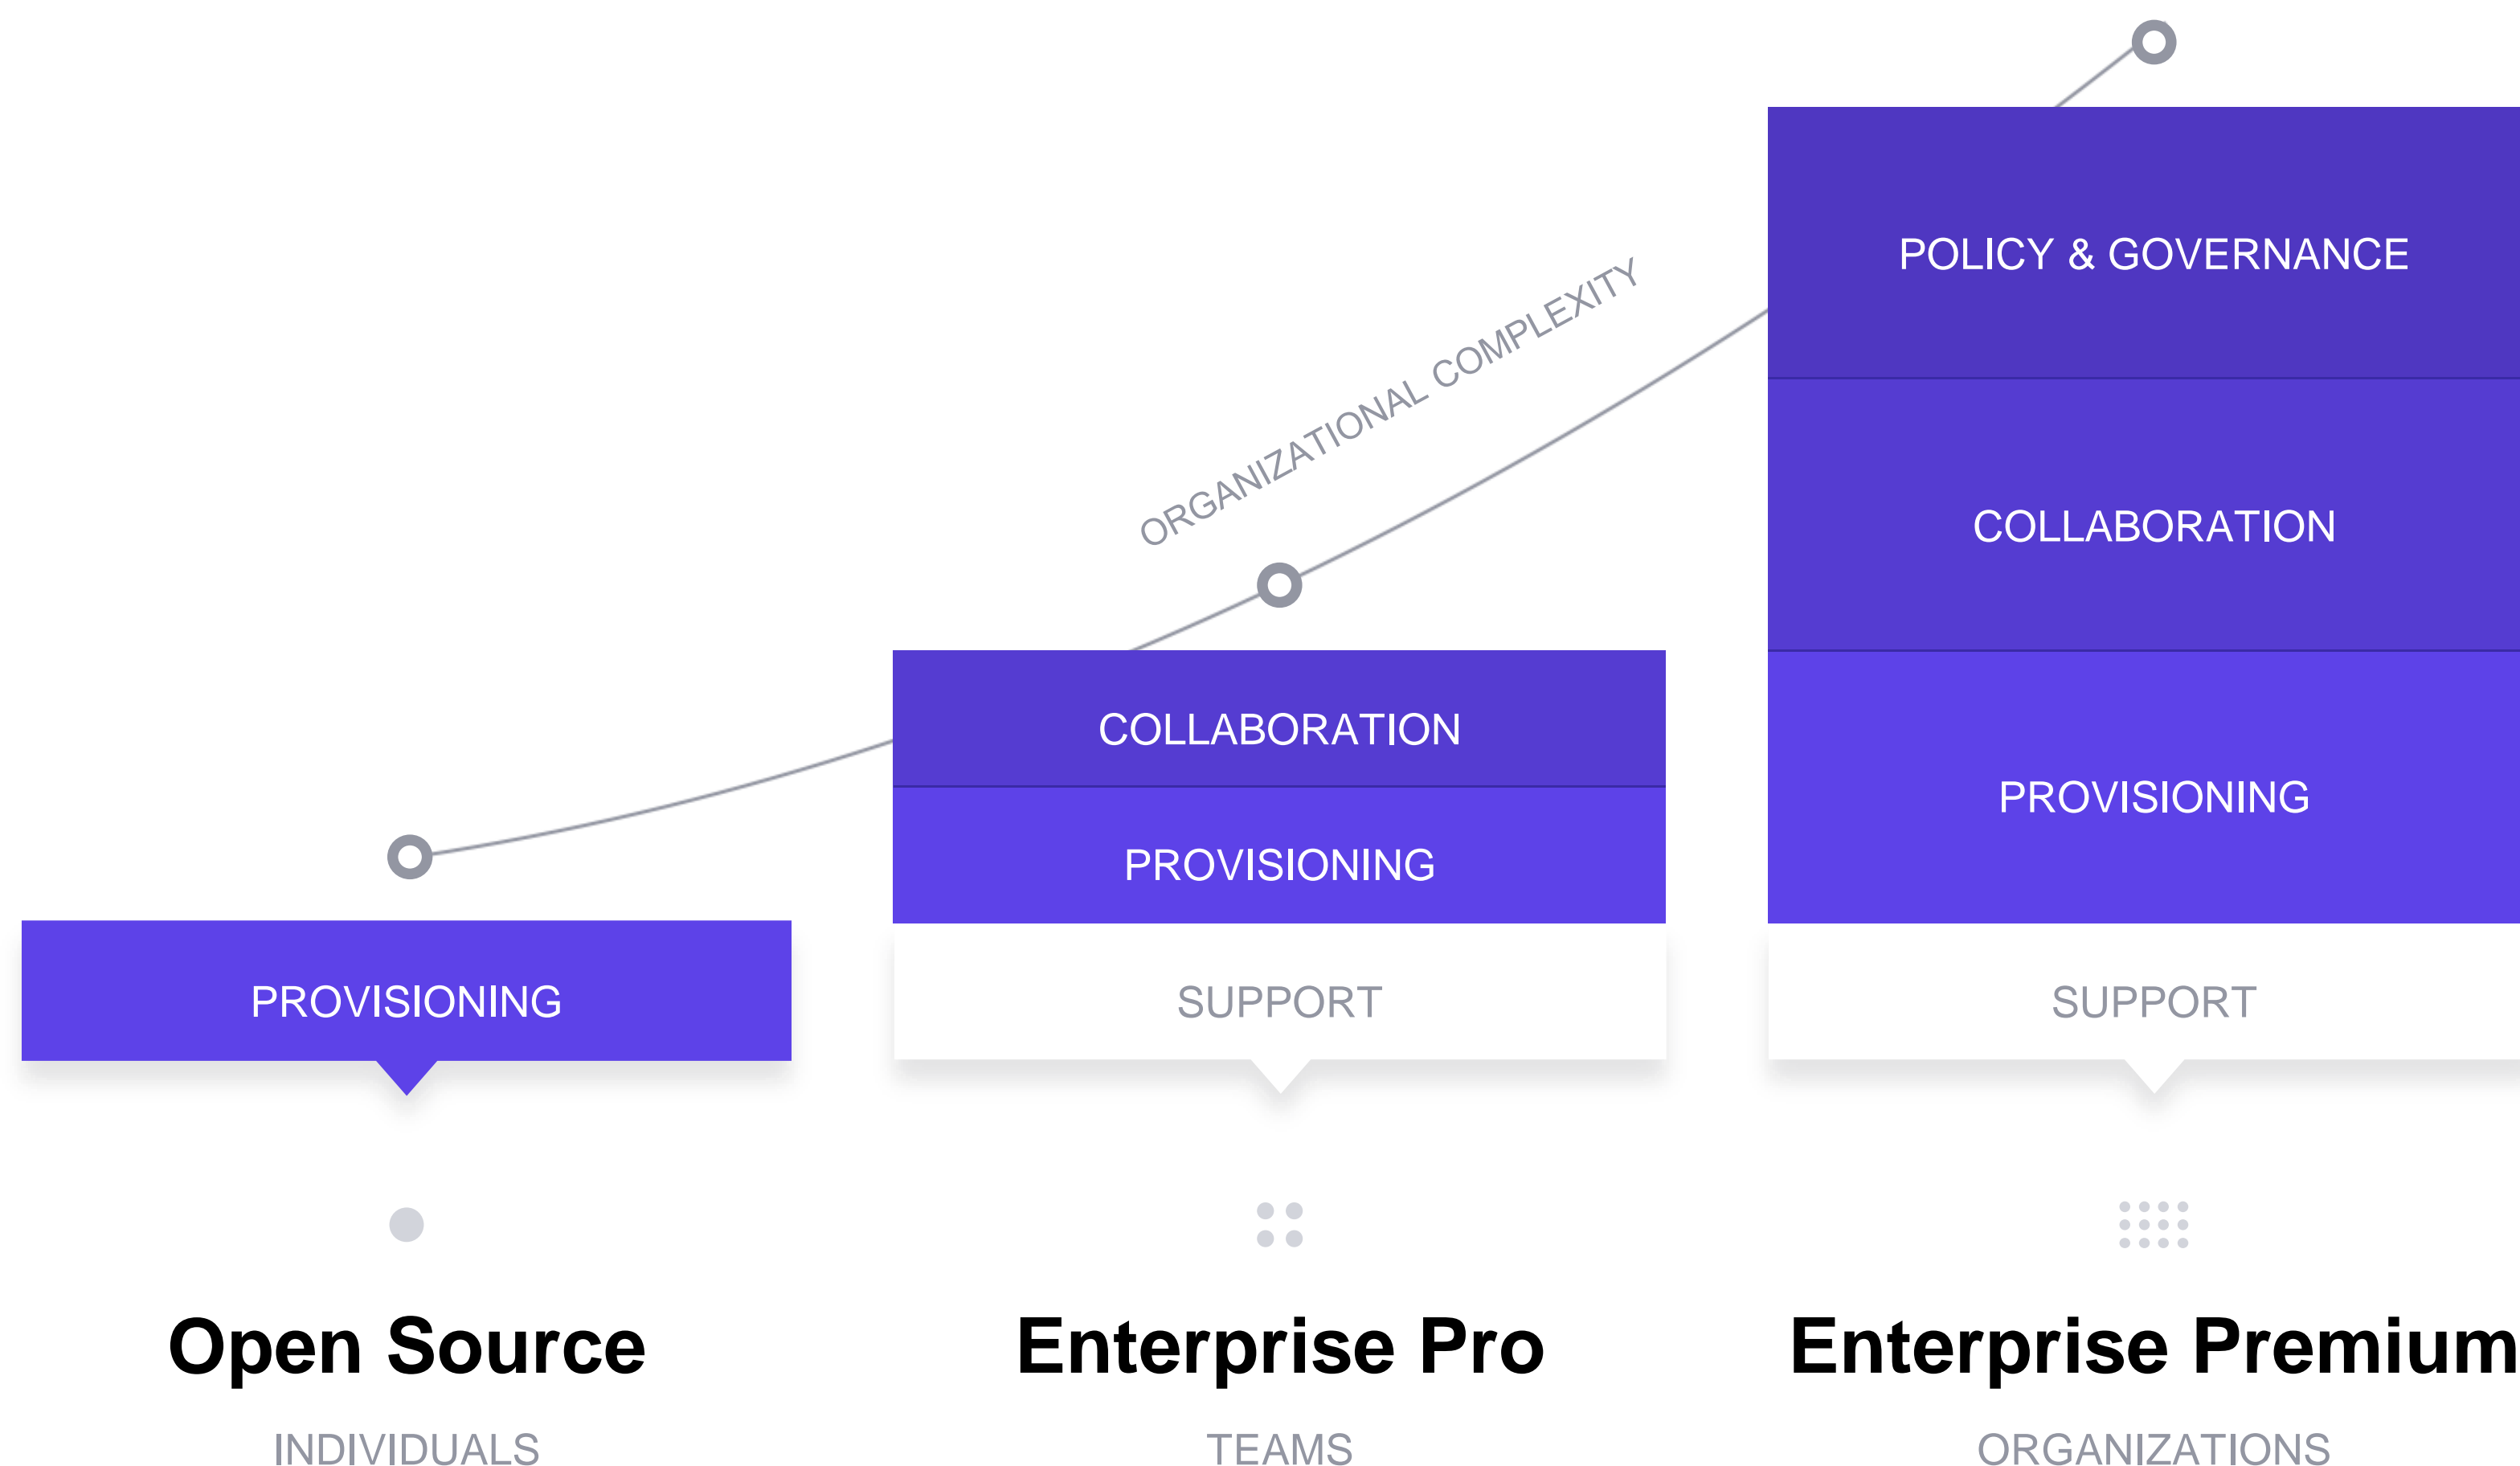 ORGANIZATIONAL COMPLEXITY
PROVISIONING
Open Source
INDIVIDUALS
COLLABORATION
PROVISIONING
SUPPORT
Enterprise Pro
TEAMS
POLICY & GOVERNANCE
COLLABORATION
PROVISIONING
SUPPORT
Enterprise Premium
ORGANIZATIONS